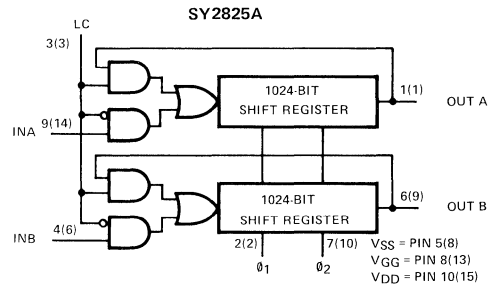 SY2825A
LC
3(3)
1024-BIT
SHIFT REGISTER
1(1)
OUT A
9(14)
INA
1024-BIT
SHIFT REGISTER
6(9)
OUT B
4(6)
INB
2(2)
7(10)
Ø1
Ø2
VSS = PIN 5(8)
VGG = PIN 8(13)
VDD = PIN 10(15)